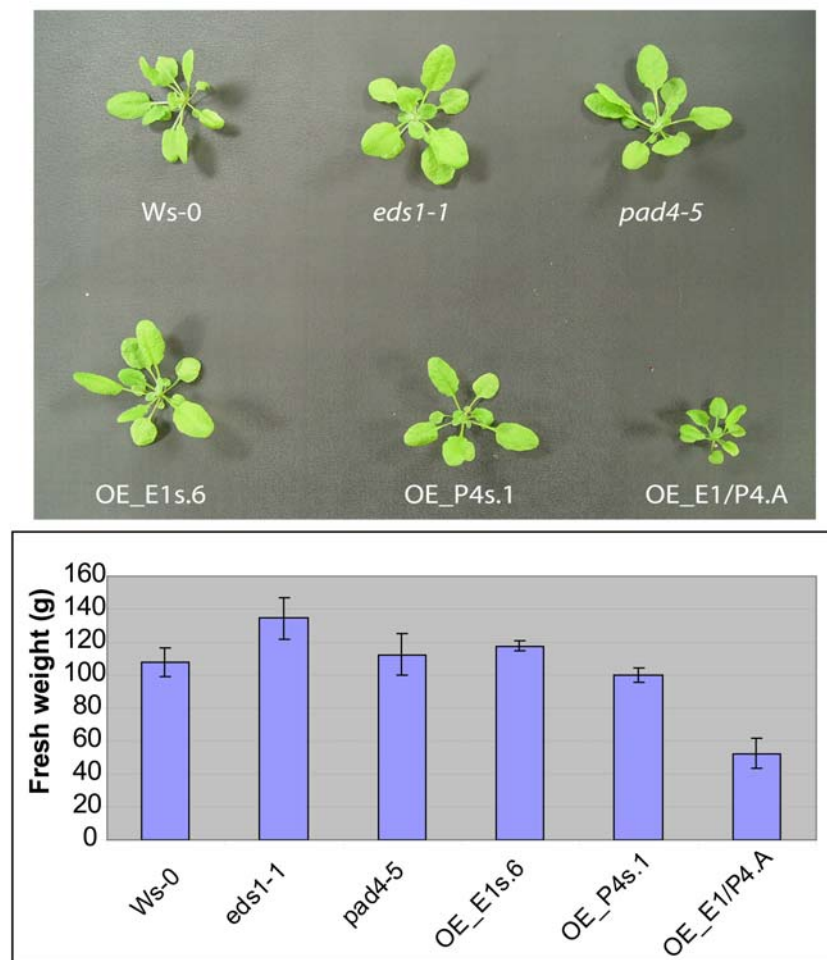 Ws-0 eds1-1 pad4-5
OE_E1s.6 OE_P4s.1 OE_E1/P4.A
Fresh weight (g)
160
140
120
100
80
60
40
20
0
Ws-0 eds1-1 pad4-5 OE_E1s.6 OE_P4s.1 OE_E1/P4.A